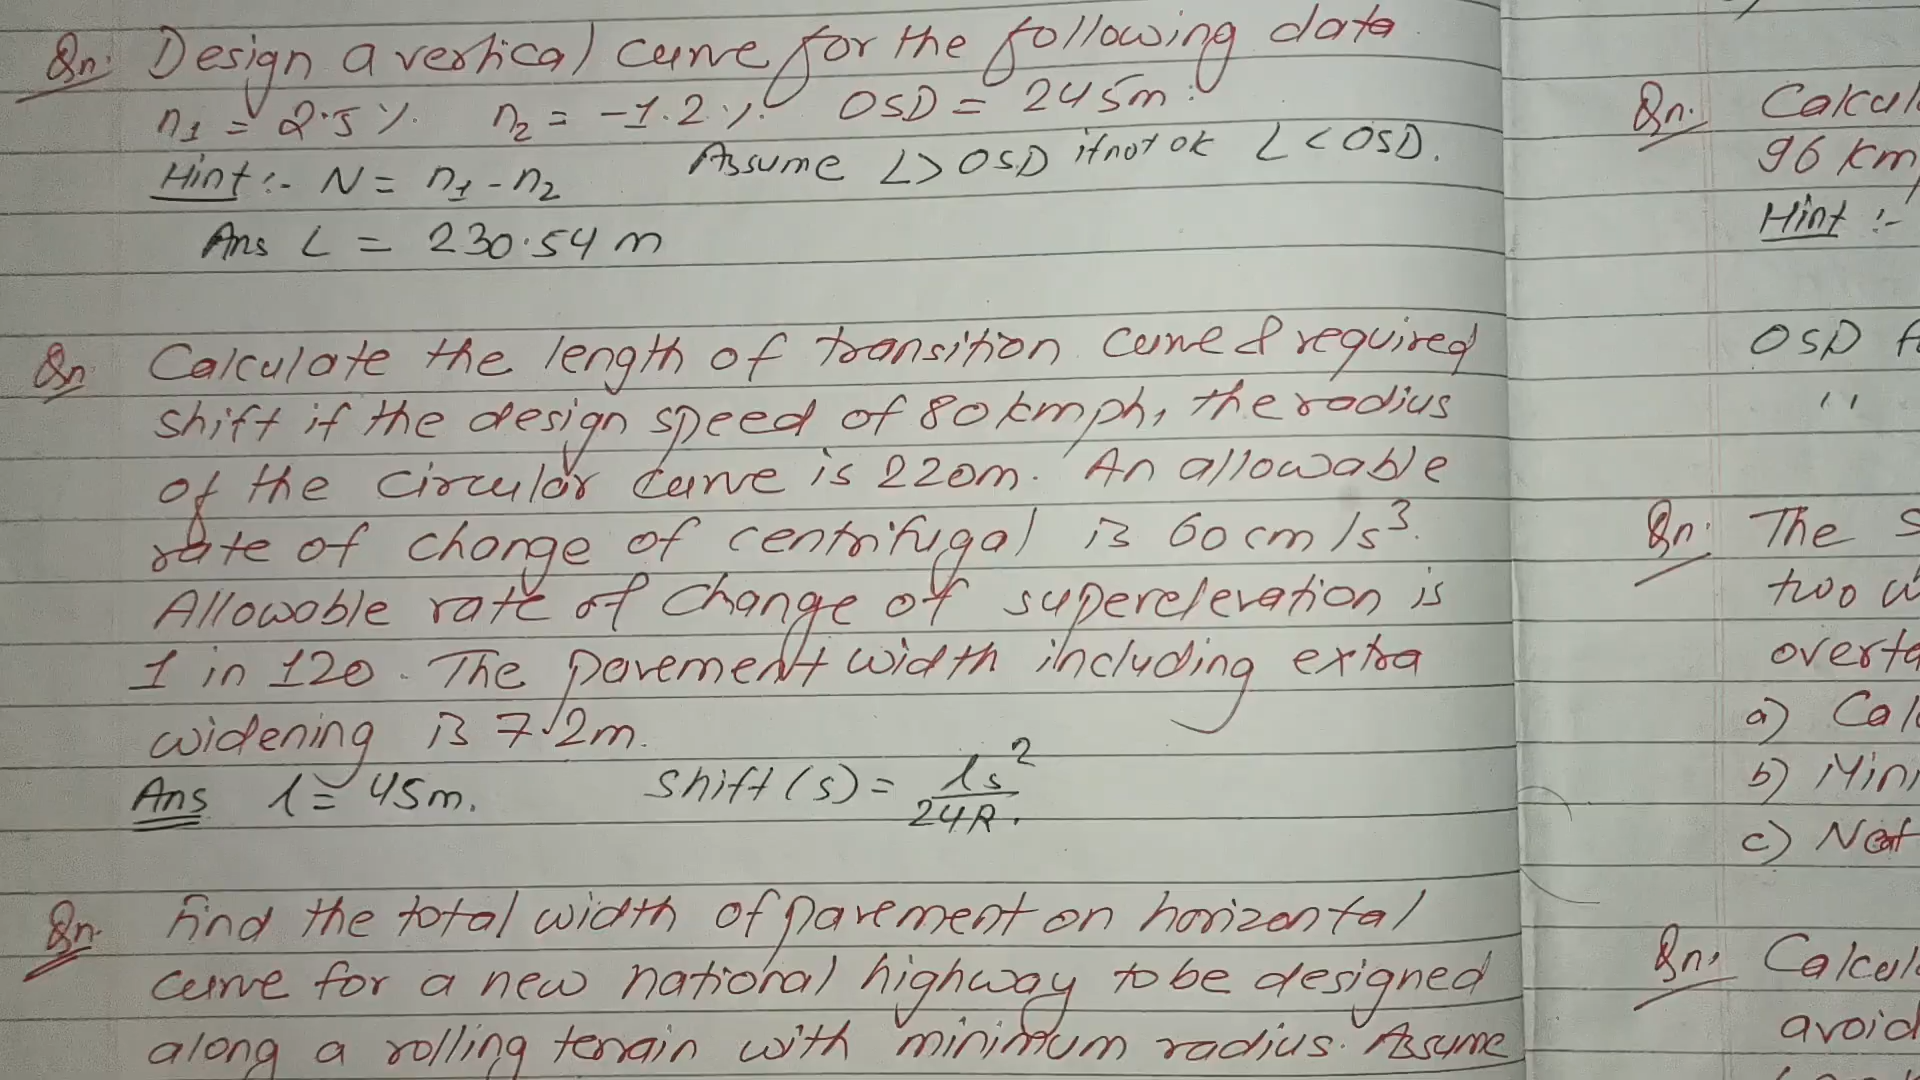 Qn. Design a vertical curve for the following data
n1 = 2.5 %. n2 = -1.2 %. OSD = 245m.
Hint :- N = n1 - n2 Assume L > OSD if not ok L < OSD.
Ans L = 230.54 m
Qn Calculate the length of transition curve & required
shift if the design speed of 80 kmph, the radius
of the circular curve is 220m. An allowable
rate of change of centrifugal is 60 cm /s³.
Allowable rate of change of superelevation is
1 in 120. The pavement width including extra
widening is 7.2m.
Ans l = 45m. shift (s) = ls² / 24R.
Qn. Find the total width of pavement on horizontal
curve for a new national highway to be designed
along a rolling terrain with minimum radius. Assume
Qn. Calcul
96 km
Hint :-
OSD f
"
Qn. The s
two w
overta
a) Cal
b) Mini
c) Neat
Qn. Calcul
avoid